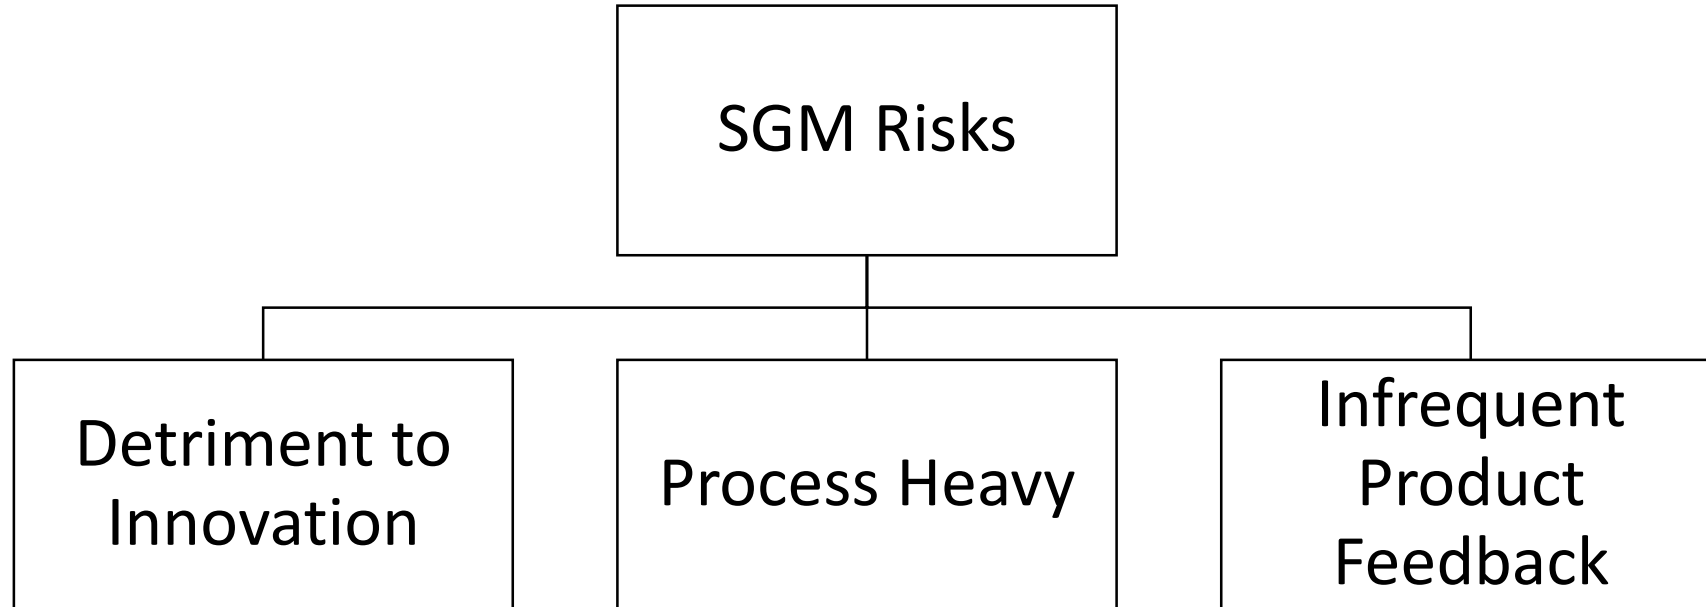 SGM Risks
Detriment to
Innovation
Process Heavy
Infrequent
Product
Feedback